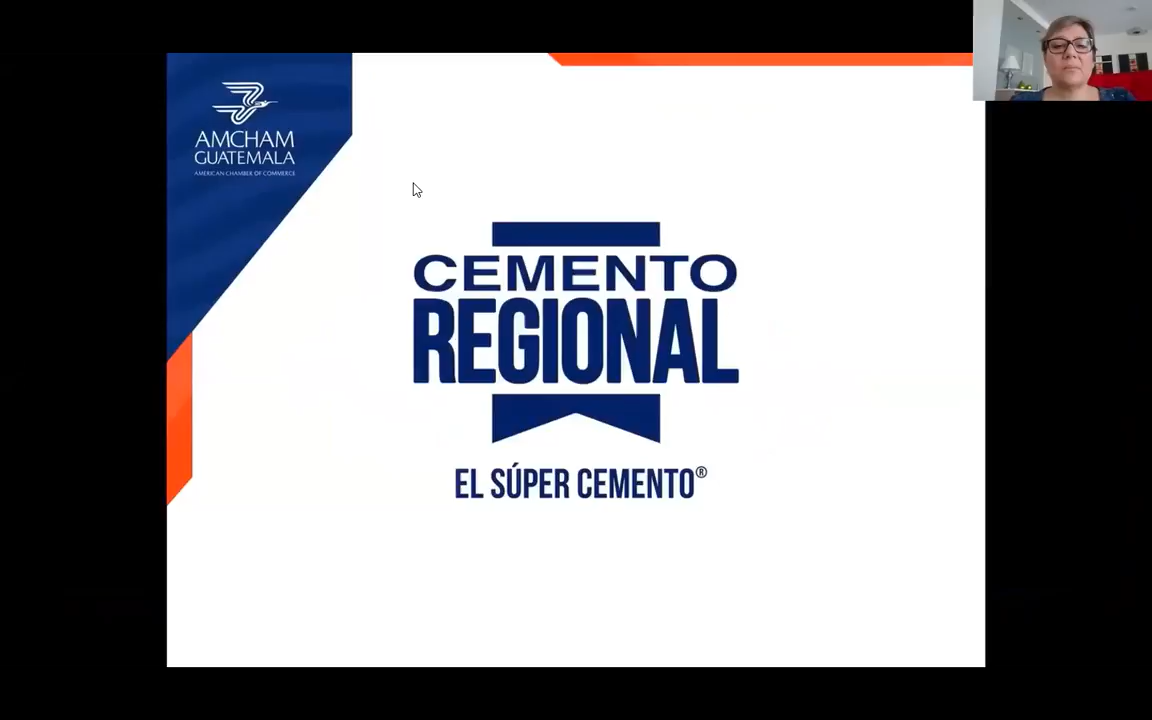 AMCHAM
GUATEMALA
AMERICAN CHAMBER OF COMMERCE
CEMENTO
REGIONAL
EL SÚPER CEMENTO®